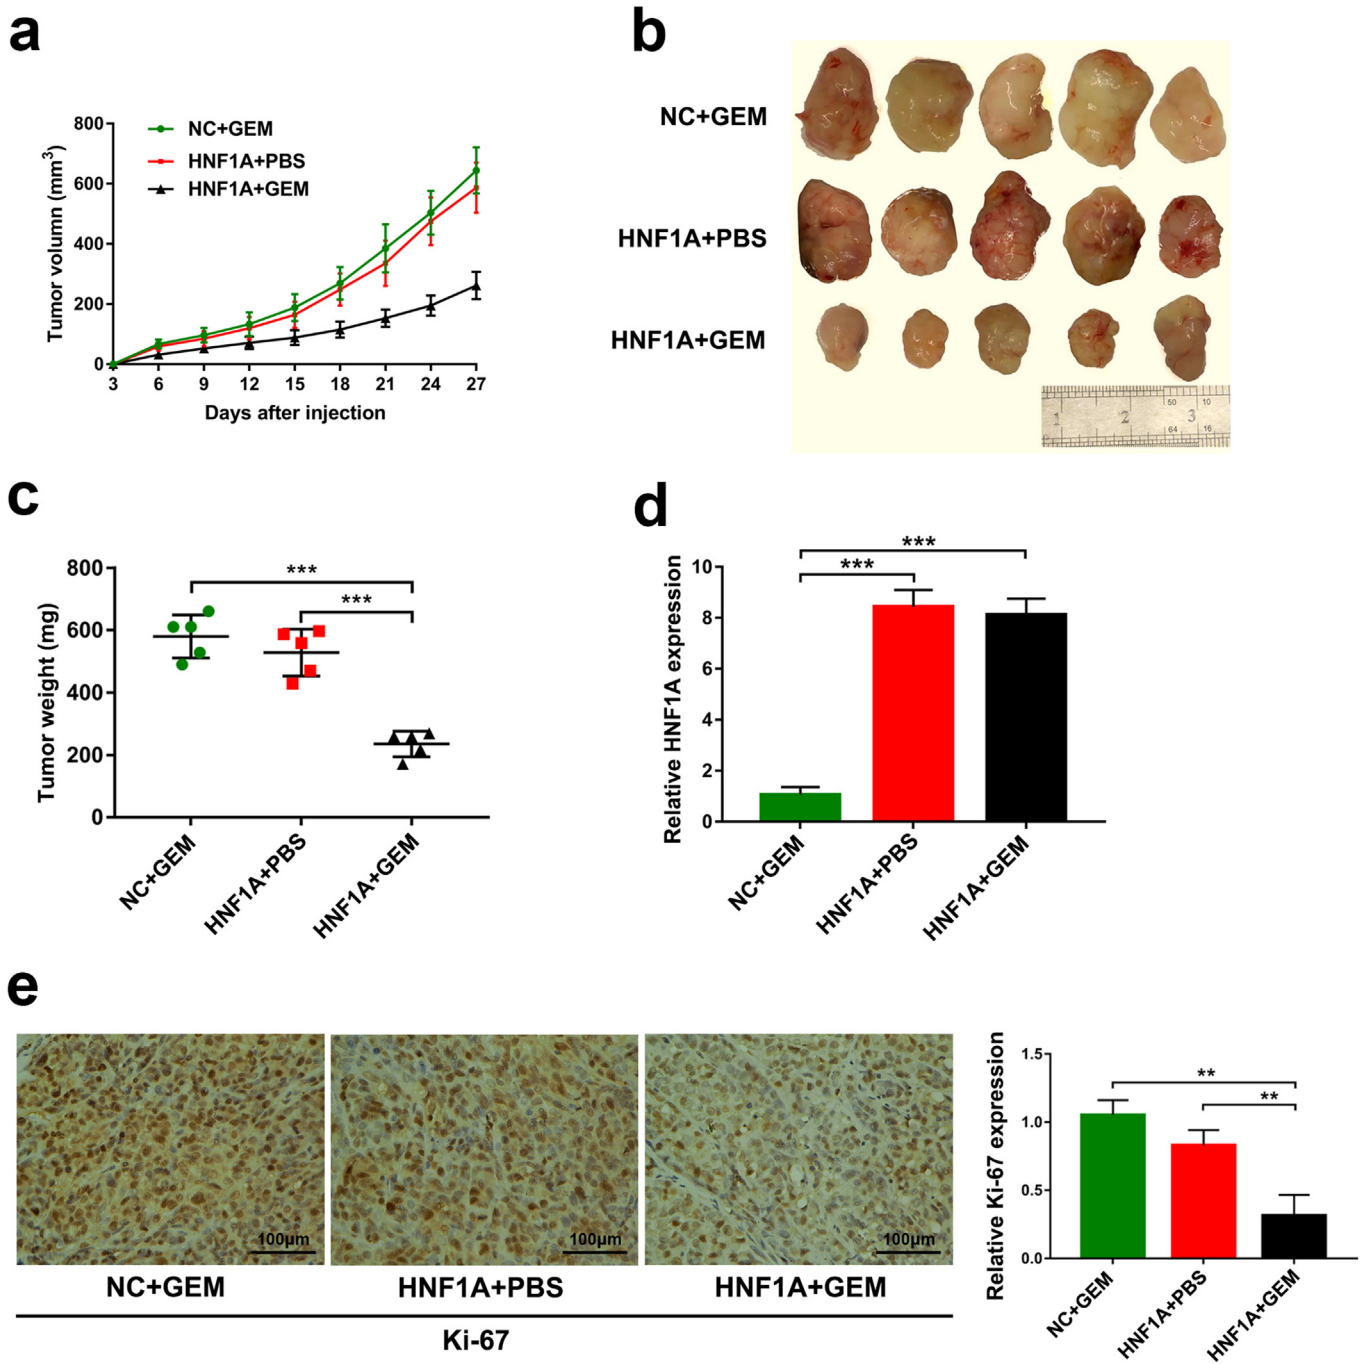 a
800
600
400
200
0
Tumor volumn (mm3)
NC+GEM
HNF1A+PBS
HNF1A+GEM
3 6 9 12 15 18 21 24 27
Days after injection
b
NC+GEM
HNF1A+PBS
HNF1A+GEM
50 10
1 2 3
64 16
c
800
600
400
200
0
Tumor weight (mg)
***
***
NC+GEM
HNF1A+PBS
HNF1A+GEM
d
10
8
6
4
2
0
Relative HNF1A expression
***
***
NC+GEM
HNF1A+PBS
HNF1A+GEM
e
100μm
100μm
100μm
NC+GEM
HNF1A+PBS
HNF1A+GEM
Ki-67
1.5
1.0
0.5
0.0
Relative Ki-67 expression
**
**
NC+GEM
HNF1A+PBS
HNF1A+GEM